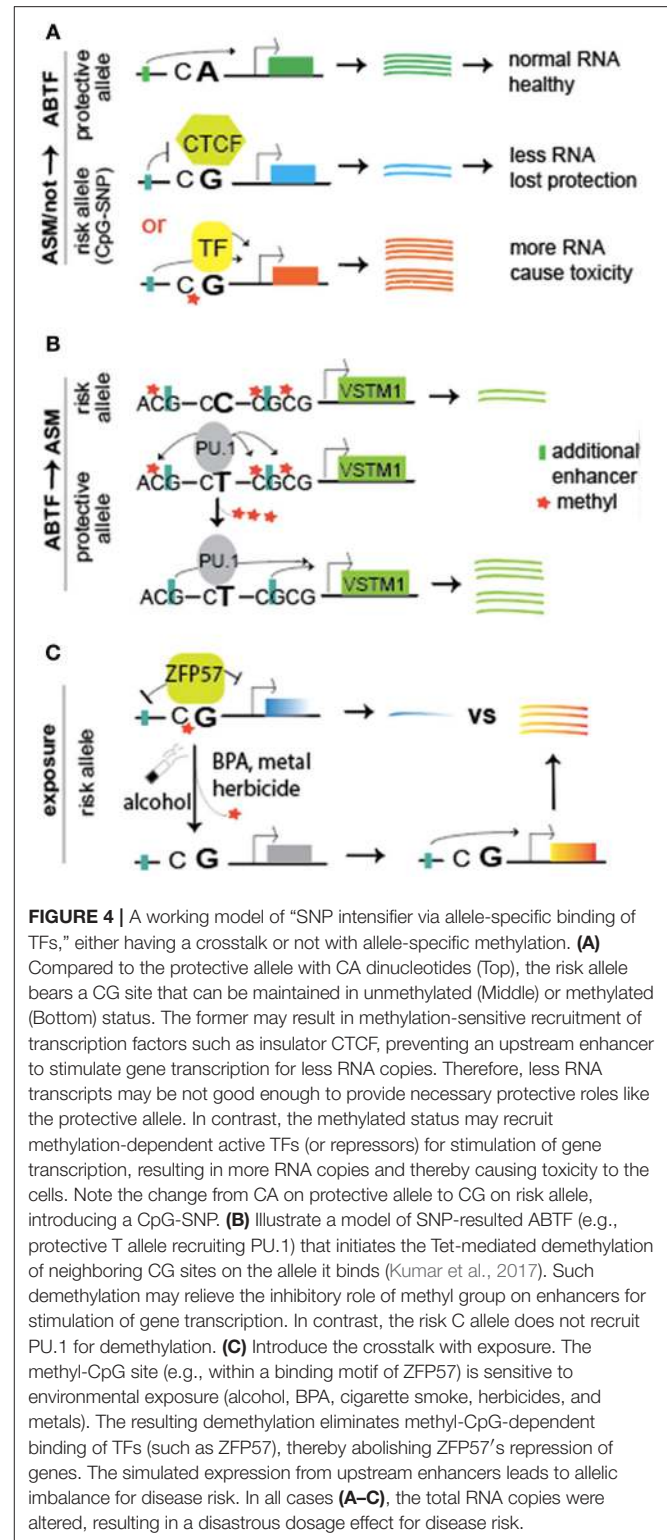 A
ASM/not → ABTF
protective
allele
C A
normal RNA
healthy
risk allele
(CpG-SNP)
CTCF
C G
less RNA
lost protection
or
TF
C G
more RNA
cause toxicity
B
ABTF → ASM
risk
allele
ACG-CC-CGCG
VSTM1
protective
allele
PU.1
ACG-CT-CGCG
VSTM1
additional
enhancer
methyl
PU.1
ACG-CT-CGCG
VSTM1
C
exposure
risk allele
ZFP57
C G
vs
alcohol
BPA, metal
herbicide
C G
C G
FIGURE 4 | A working model of “SNP intensifier via allele-specific binding of
TFs,” either having a crosstalk or not with allele-specific methylation. (A)
Compared to the protective allele with CA dinucleotides (Top), the risk allele
bears a CG site that can be maintained in unmethylated (Middle) or methylated
(Bottom) status. The former may result in methylation-sensitive recruitment of
transcription factors such as insulator CTCF, preventing an upstream enhancer
to stimulate gene transcription for less RNA copies. Therefore, less RNA
transcripts may be not good enough to provide necessary protective roles like
the protective allele. In contrast, the methylated status may recruit
methylation-dependent active TFs (or repressors) for stimulation of gene
transcription, resulting in more RNA copies and thereby causing toxicity to the
cells. Note the change from CA on protective allele to CG on risk allele,
introducing a CpG-SNP. (B) Illustrate a model of SNP-resulted ABTF (e.g.,
protective T allele recruiting PU.1) that initiates the Tet-mediated demethylation
of neighboring CG sites on the allele it binds (Kumar et al., 2017). Such
demethylation may relieve the inhibitory role of methyl group on enhancers for
stimulation of gene transcription. In contrast, the risk C allele does not recruit
PU.1 for demethylation. (C) Introduce the crosstalk with exposure. The
methyl-CpG site (e.g., within a binding motif of ZFP57) is sensitive to
environmental exposure (alcohol, BPA, cigarette smoke, herbicides, and
metals). The resulting demethylation eliminates methyl-CpG-dependent
binding of TFs (such as ZFP57), thereby abolishing ZFP57′s repression of
genes. The simulated expression from upstream enhancers leads to allelic
imbalance for disease risk. In all cases (A–C), the total RNA copies were
altered, resulting in a disastrous dosage effect for disease risk.